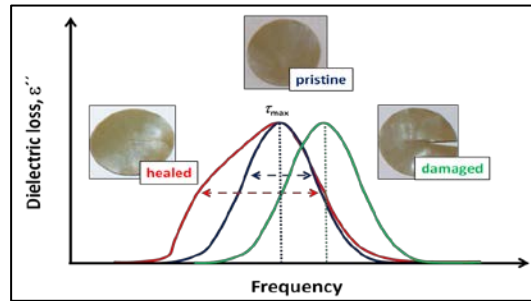 Dielectric loss, ε´´
pristine
τmax
healed
damaged
Frequency